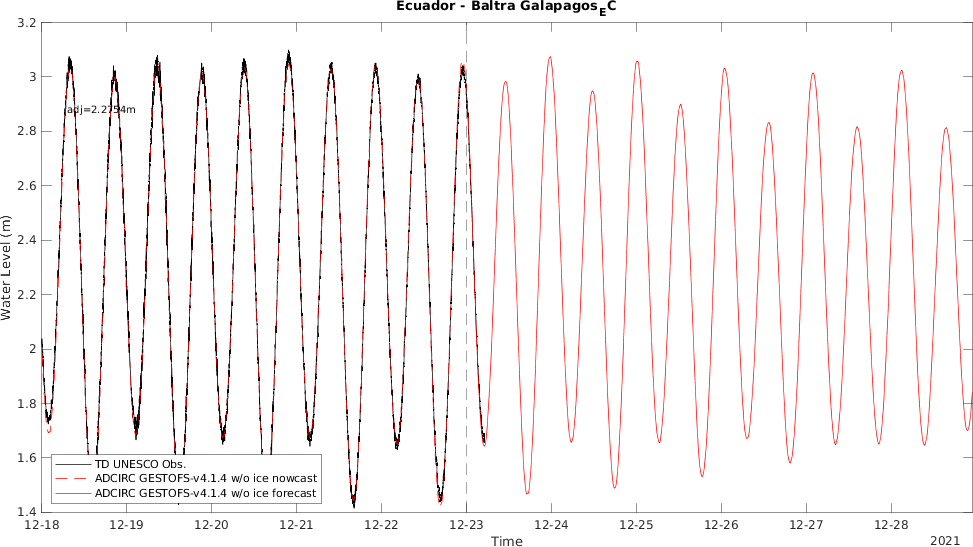 Ecuador - Baltra Galapagos_EC
3.2
3
2.8
2.6
2.4
2.2
2
1.8
1.6
1.4
Water Level (m)
adj=2.2754m
TD UNESCO Obs.
ADCIRC GESTOFS-v4.1.4 w/o ice nowcast
ADCIRC GESTOFS-v4.1.4 w/o ice forecast
12-18 12-19 12-20 12-21 12-22 12-23 12-24 12-25 12-26 12-27 12-28
Time
2021